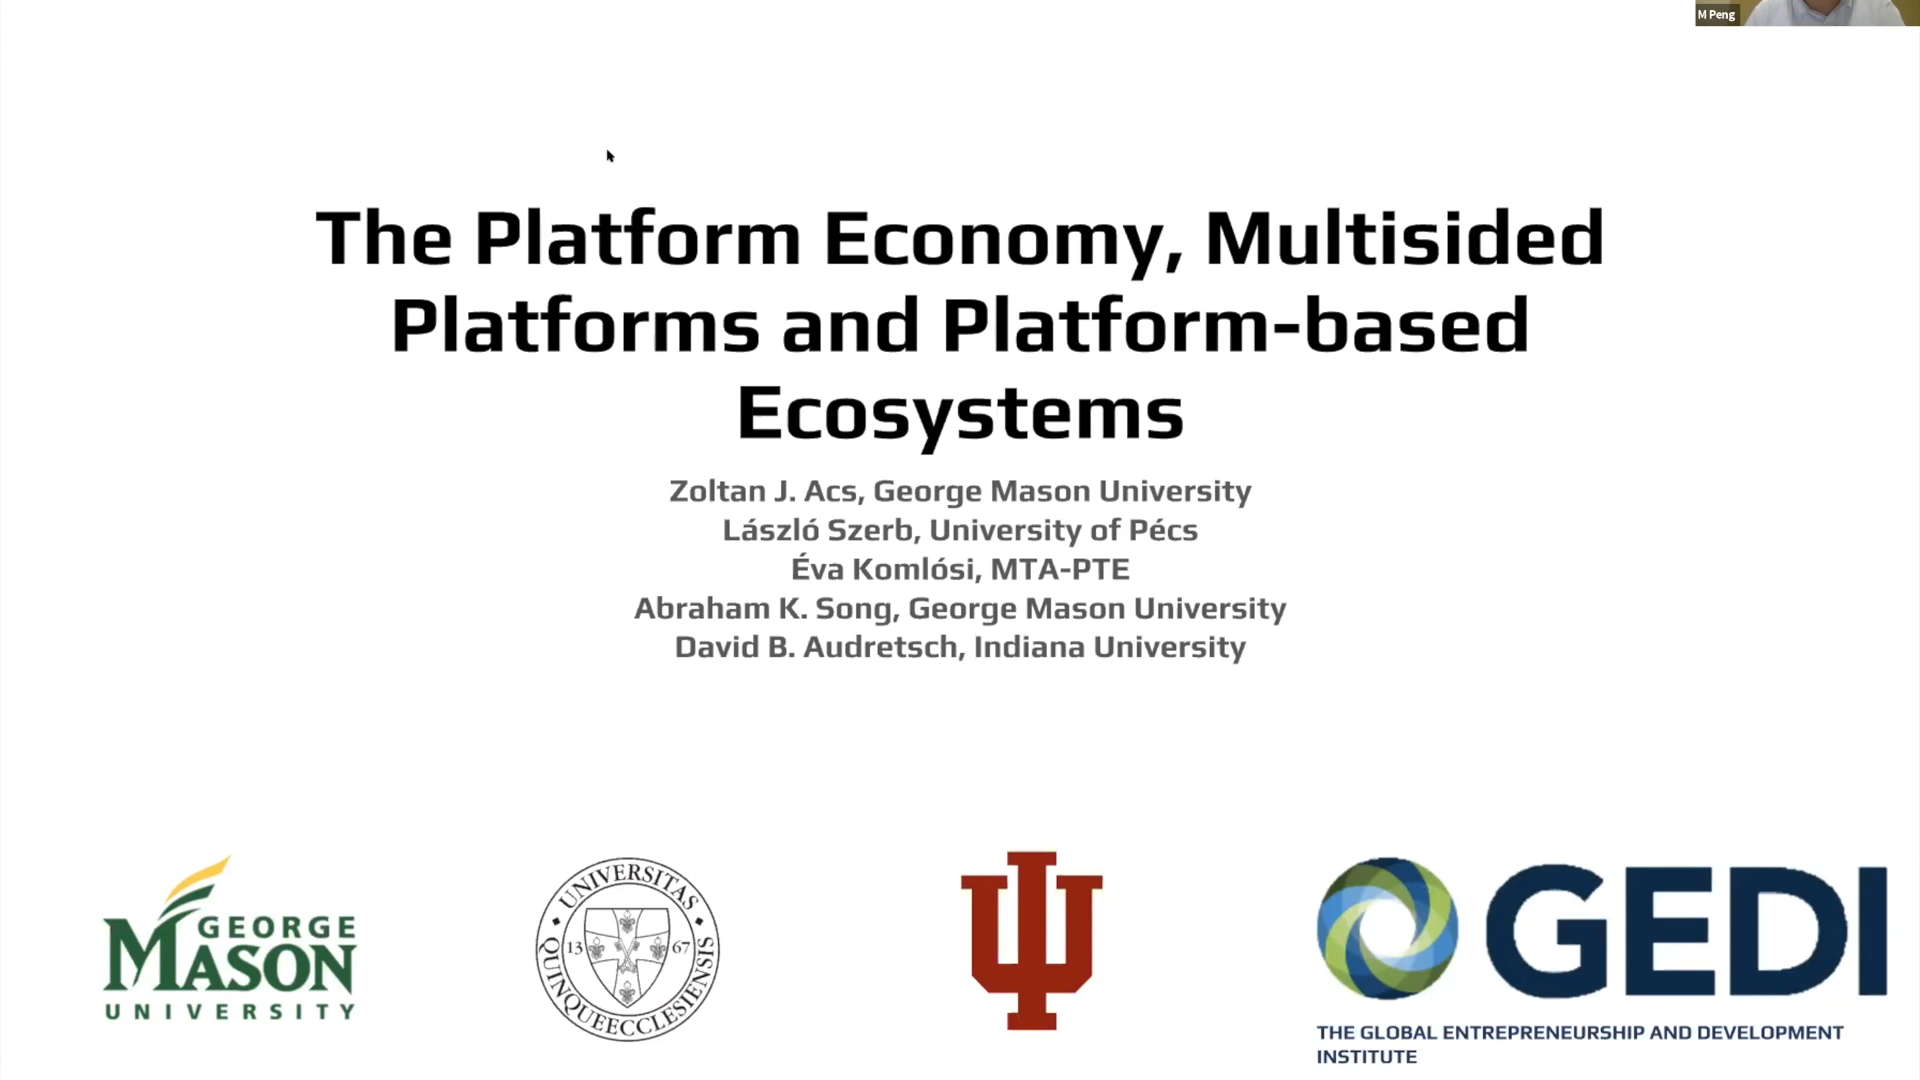 M Peng
The Platform Economy, Multisided
Platforms and Platform-based
Ecosystems
Zoltan J. Acs, George Mason University
László Szerb, University of Pécs
Éva Komlósi, MTA-PTE
Abraham K. Song, George Mason University
David B. Audretsch, Indiana University
GEORGE
MASON
UNIVERSITY
UNIVERSITAS
QUINQUEECCLESIENSIS
13 67
GEDI
THE GLOBAL ENTREPRENEURSHIP AND DEVELOPMENT
INSTITUTE